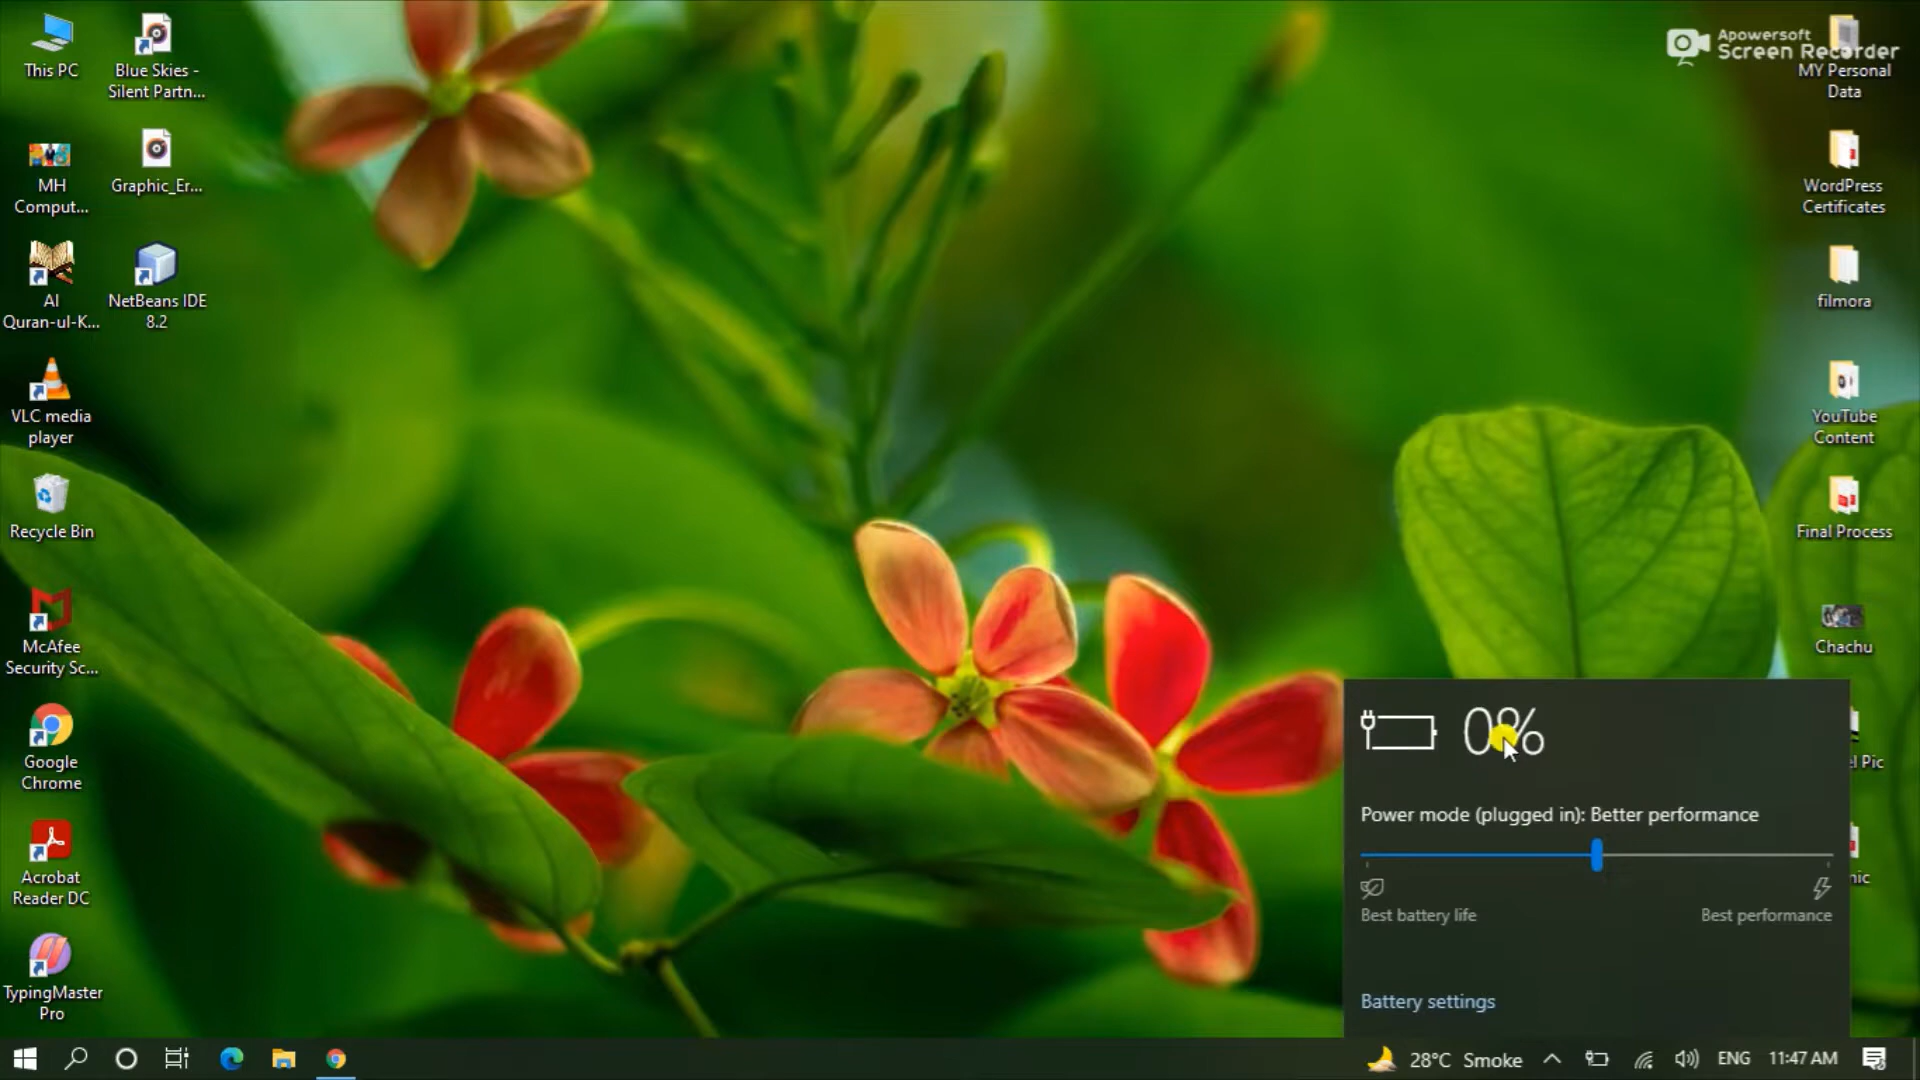 This PC
Blue Skies -
Silent Partn...
MH
Comput...
Graphic_Er...
Al
Quran-ul-K...
NetBeans IDE
8.2
VLC media
player
Recycle Bin
McAfee
Security Sc...
Google
Chrome
Acrobat
Reader DC
TypingMaster
Pro
Apowersoft
Screen Recorder
MY Personal
Data
WordPress
Certificates
filmora
YouTube
Content
Final Process
Chachu
l Pic
nic
0%
Power mode (plugged in): Better performance
Best battery life
Best performance
Battery settings
28°C Smoke
ENG
11:47 AM